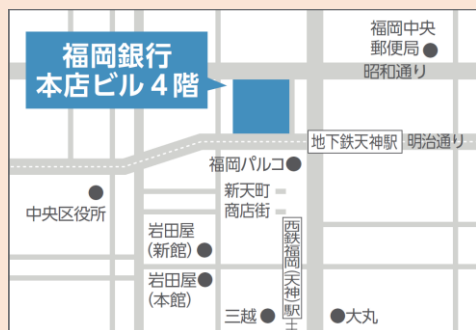 福岡中央
郵便局
福岡銀行
本店ビル4階
昭和通り
地下鉄天神駅
明治通り
福岡パルコ
新天町
商店街
中央区役所
岩田屋
(新館)
西鉄福岡(天神)駅
岩田屋
(本館)
三越
大丸